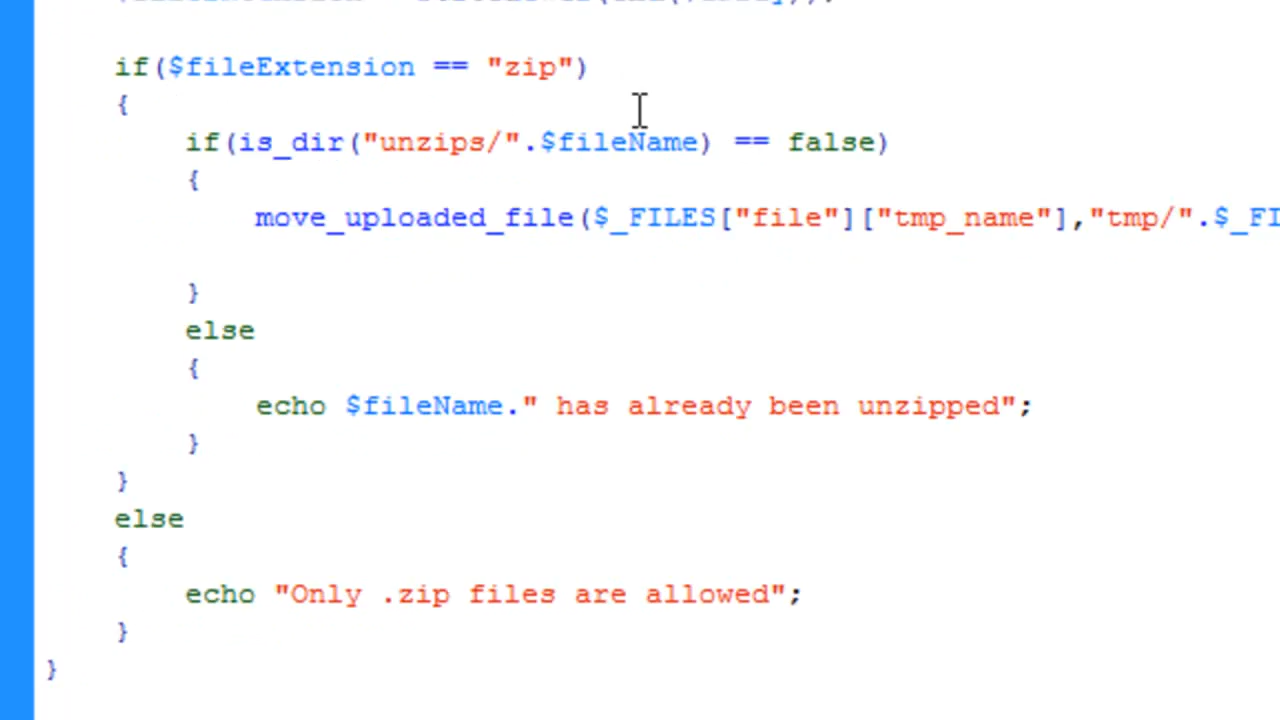 if($fileExtension == "zip")
{
if(is_dir("unzips/".$fileName) == false)
{
move_uploaded_file($_FILES["file"]["tmp_name"],"tmp/".$_FI
}
else
{
echo $fileName." has already been unzipped";
}
}
else
{
echo "Only .zip files are allowed";
}
}